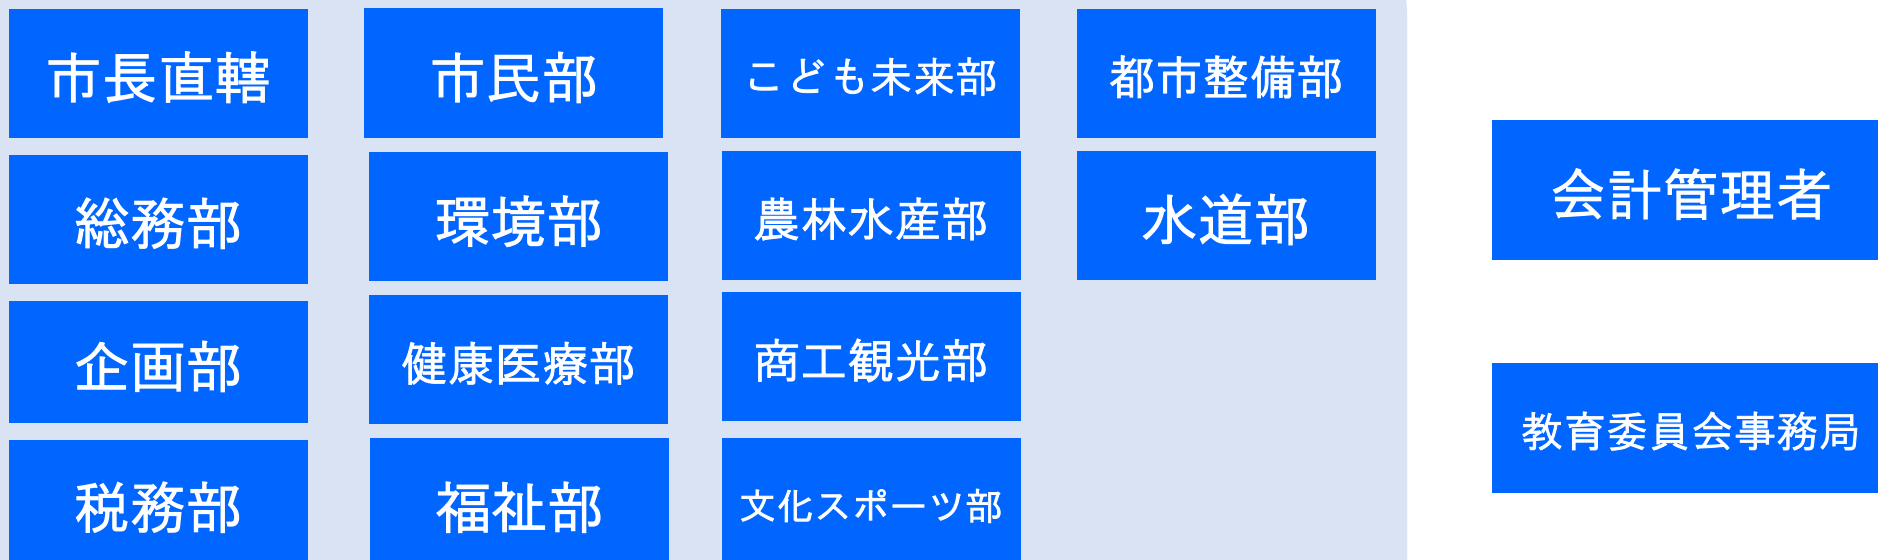 市長直轄
総務部
企画部
税務部
市民部
環境部
健康医療部
福祉部
こども未来部
農林水産部
商工観光部
文化スポーツ部
都市整備部
水道部
会計管理者
教育委員会事務局